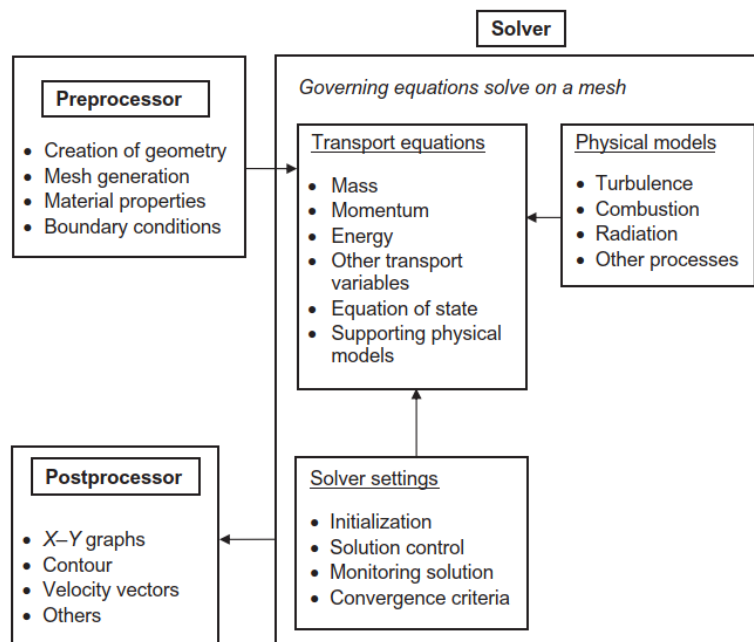 Solver
Preprocessor
• Creation of geometry
• Mesh generation
• Material properties
• Boundary conditions
Governing equations solve on a mesh
Transport equations
• Mass
• Momentum
• Energy
• Other transport
variables
• Equation of state
• Supporting physical
models
Physical models
• Turbulence
• Combustion
• Radiation
• Other processes
Postprocessor
• X–Y graphs
• Contour
• Velocity vectors
• Others
Solver settings
• Initialization
• Solution control
• Monitoring solution
• Convergence criteria